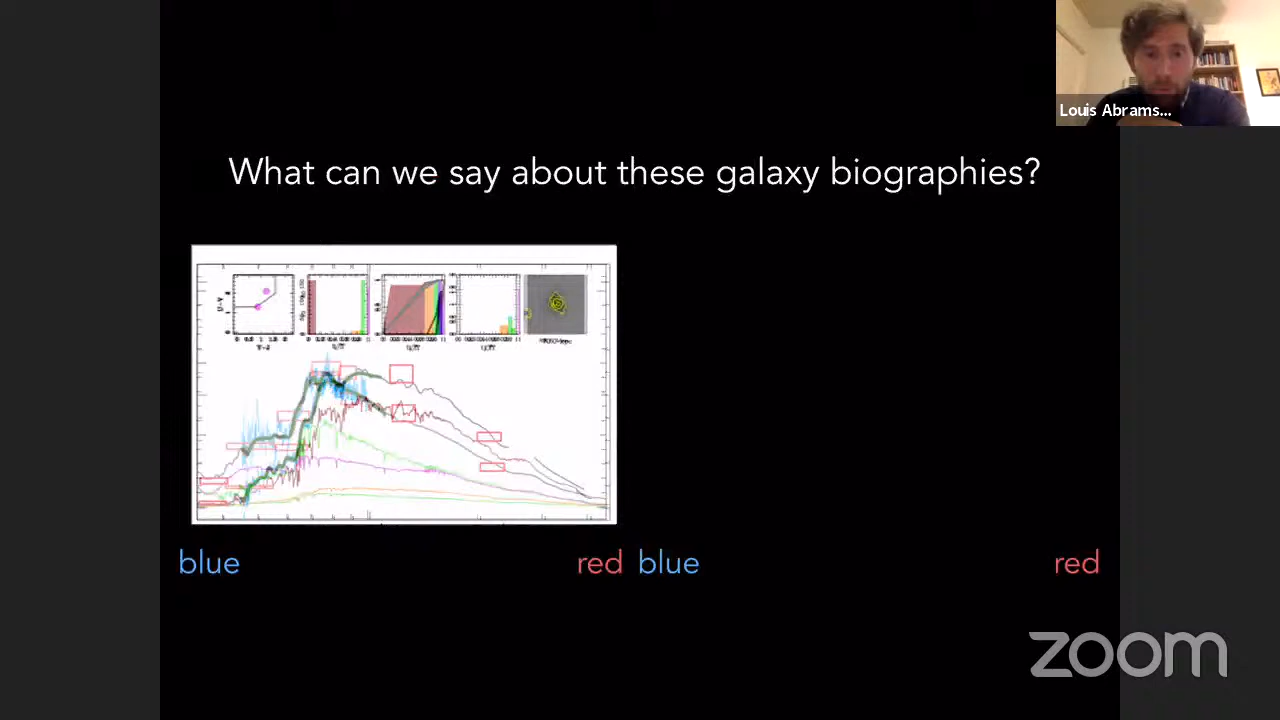 Louis Abrams...
What can we say about these galaxy biographies?
blue
red
blue
red
zoom